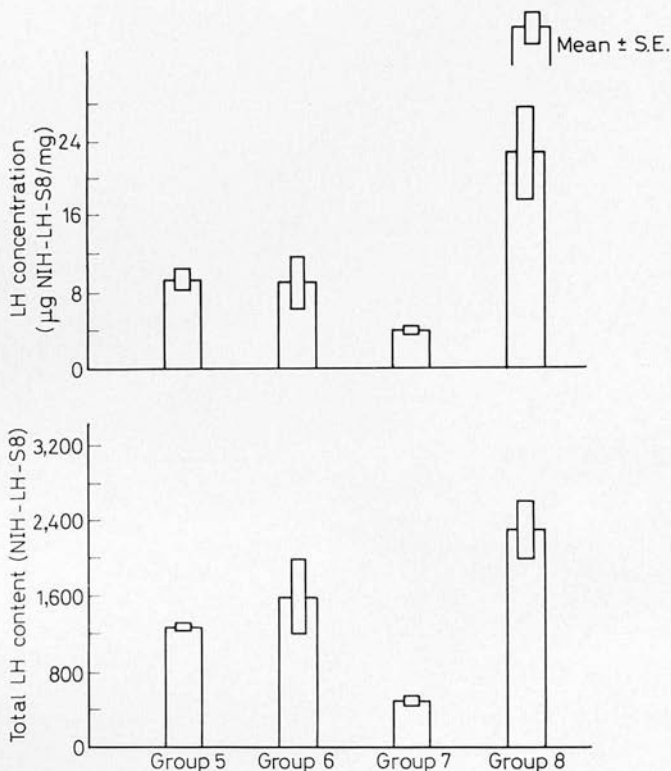 Mean ± S.E.
LH concentration
(μg NIH-LH-S8/mg)
24
16
8
0
Total LH content (NIH-LH-S8)
3,200
2,400
1,600
800
0
Group 5 Group 6 Group 7 Group 8